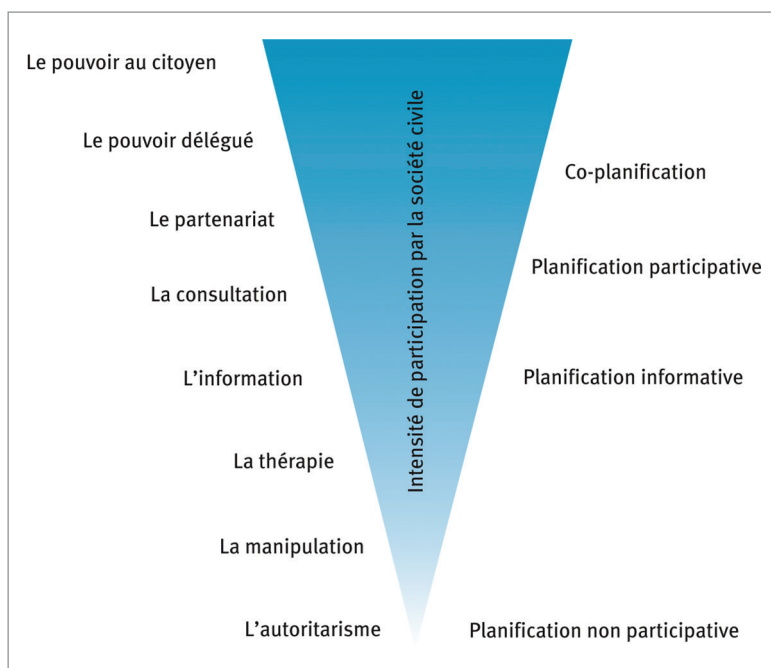 Le pouvoir au citoyen
Le pouvoir délégué
Le partenariat
La consultation
L'information
La thérapie
La manipulation
L'autoritarisme
Intensité de participation par la société civile
Co-planification
Planification participative
Planification informative
Planification non participative